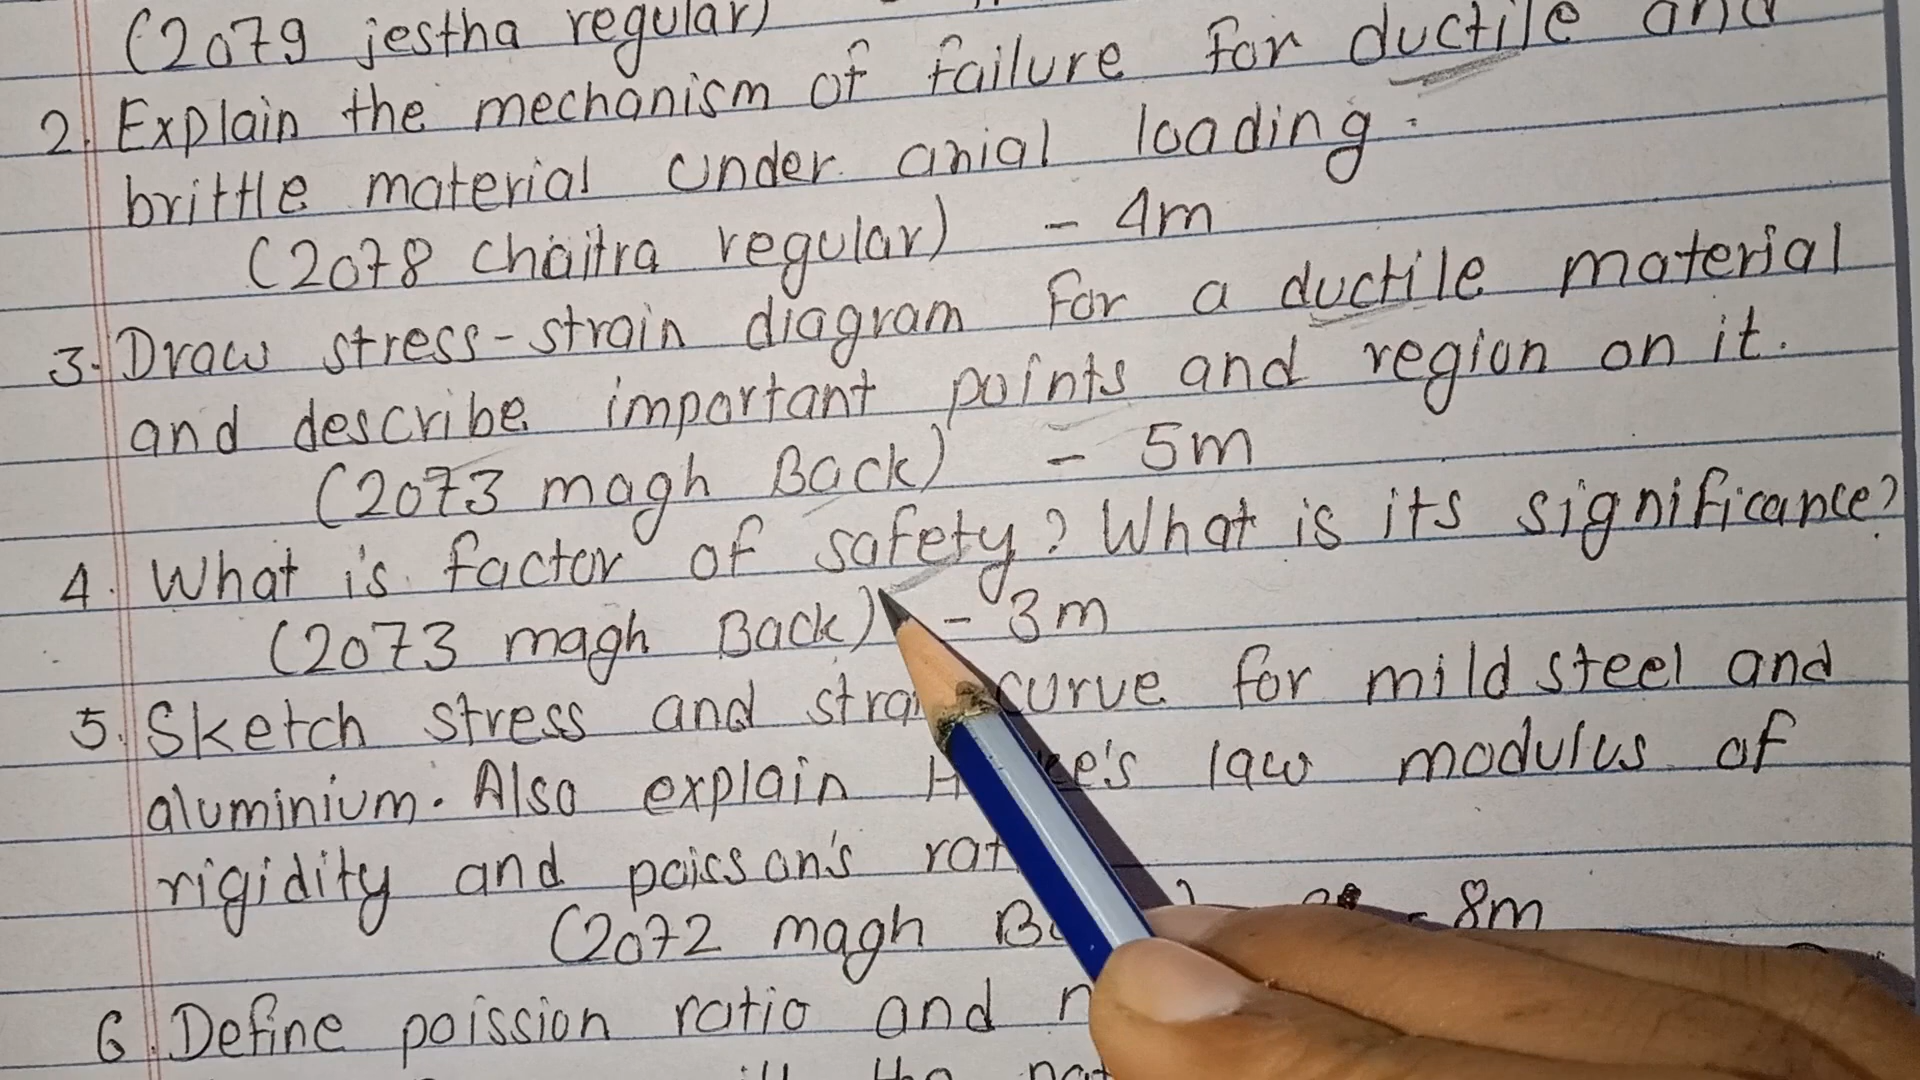 (2079 jestha regular)
2. Explain the mechanism of failure for ductile and
brittle material under axial loading.
(2078 chaitra regular) - 4m
3. Draw stress-strain diagram for a ductile material
and describe important points and region on it.
(2073 magh Back) - 5m
4. What is factor of safety? What is its significance?
(2073 magh Back) - 3m
5. Sketch stress and curve for mild steel and
aluminium. Also explain law modulus of
rigidity and poisson's
(2072 magh - 8m
6. Define poission ratio and
the